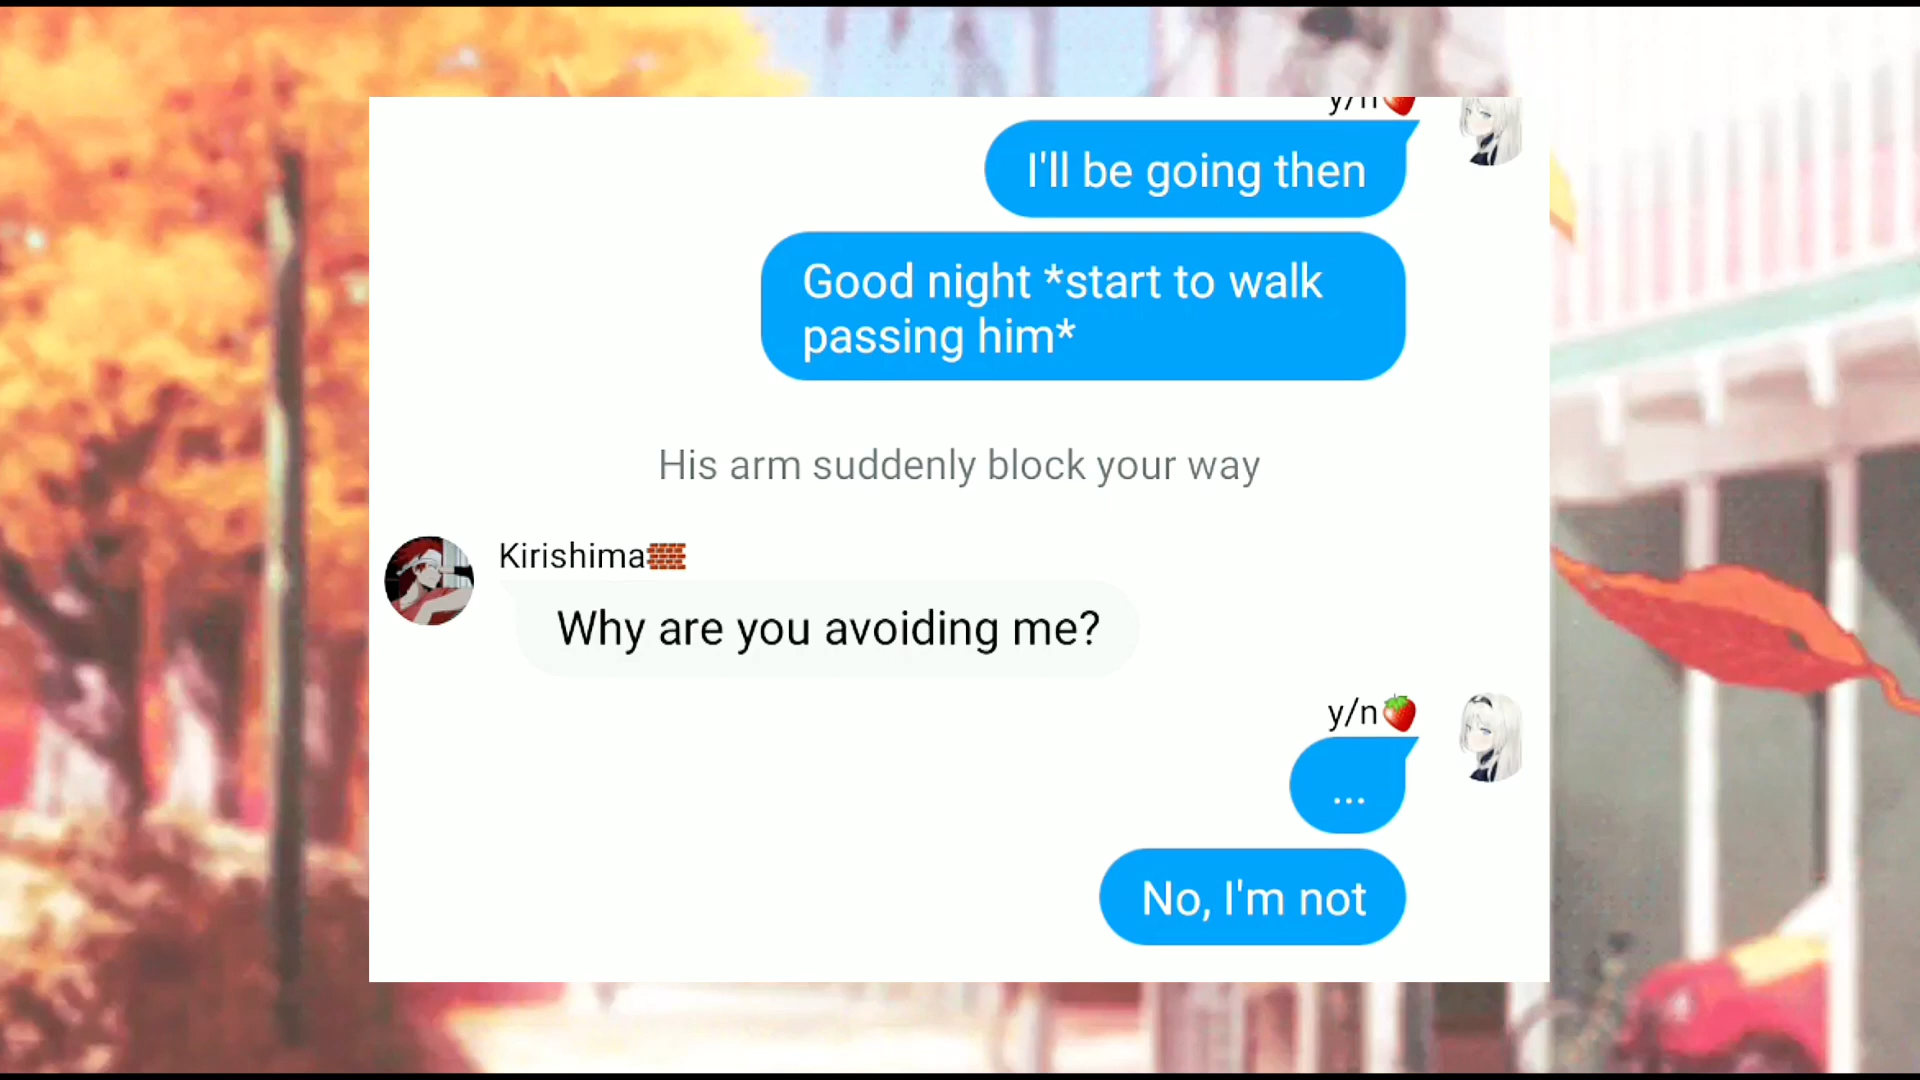 y/n🍓
I'll be going then
Good night *start to walk
passing him*
His arm suddenly block your way
Kirishima🧱
Why are you avoiding me?
y/n🍓
...
No, I'm not